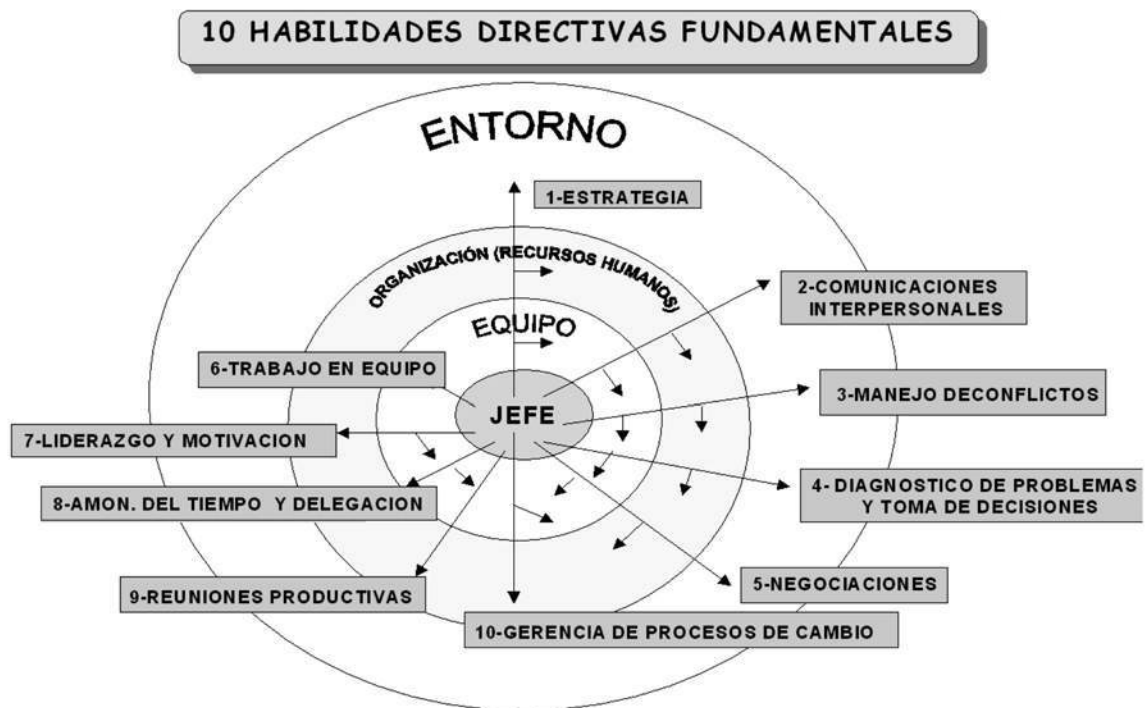 10 HABILIDADES DIRECTIVAS FUNDAMENTALES
ENTORNO
1-ESTRATEGIA
ORGANIZACIÓN (RECURSOS HUMANOS)
2-COMUNICACIONES
INTERPERSONALES
EQUIPO
6-TRABAJO EN EQUIPO
3-MANEJO DECONFLICTOS
JEFE
7-LIDERAZGO Y MOTIVACION
4- DIAGNOSTICO DE PROBLEMAS
Y TOMA DE DECISIONES
8-AMON. DEL TIEMPO Y DELEGACION
5-NEGOCIACIONES
9-REUNIONES PRODUCTIVAS
10-GERENCIA DE PROCESOS DE CAMBIO